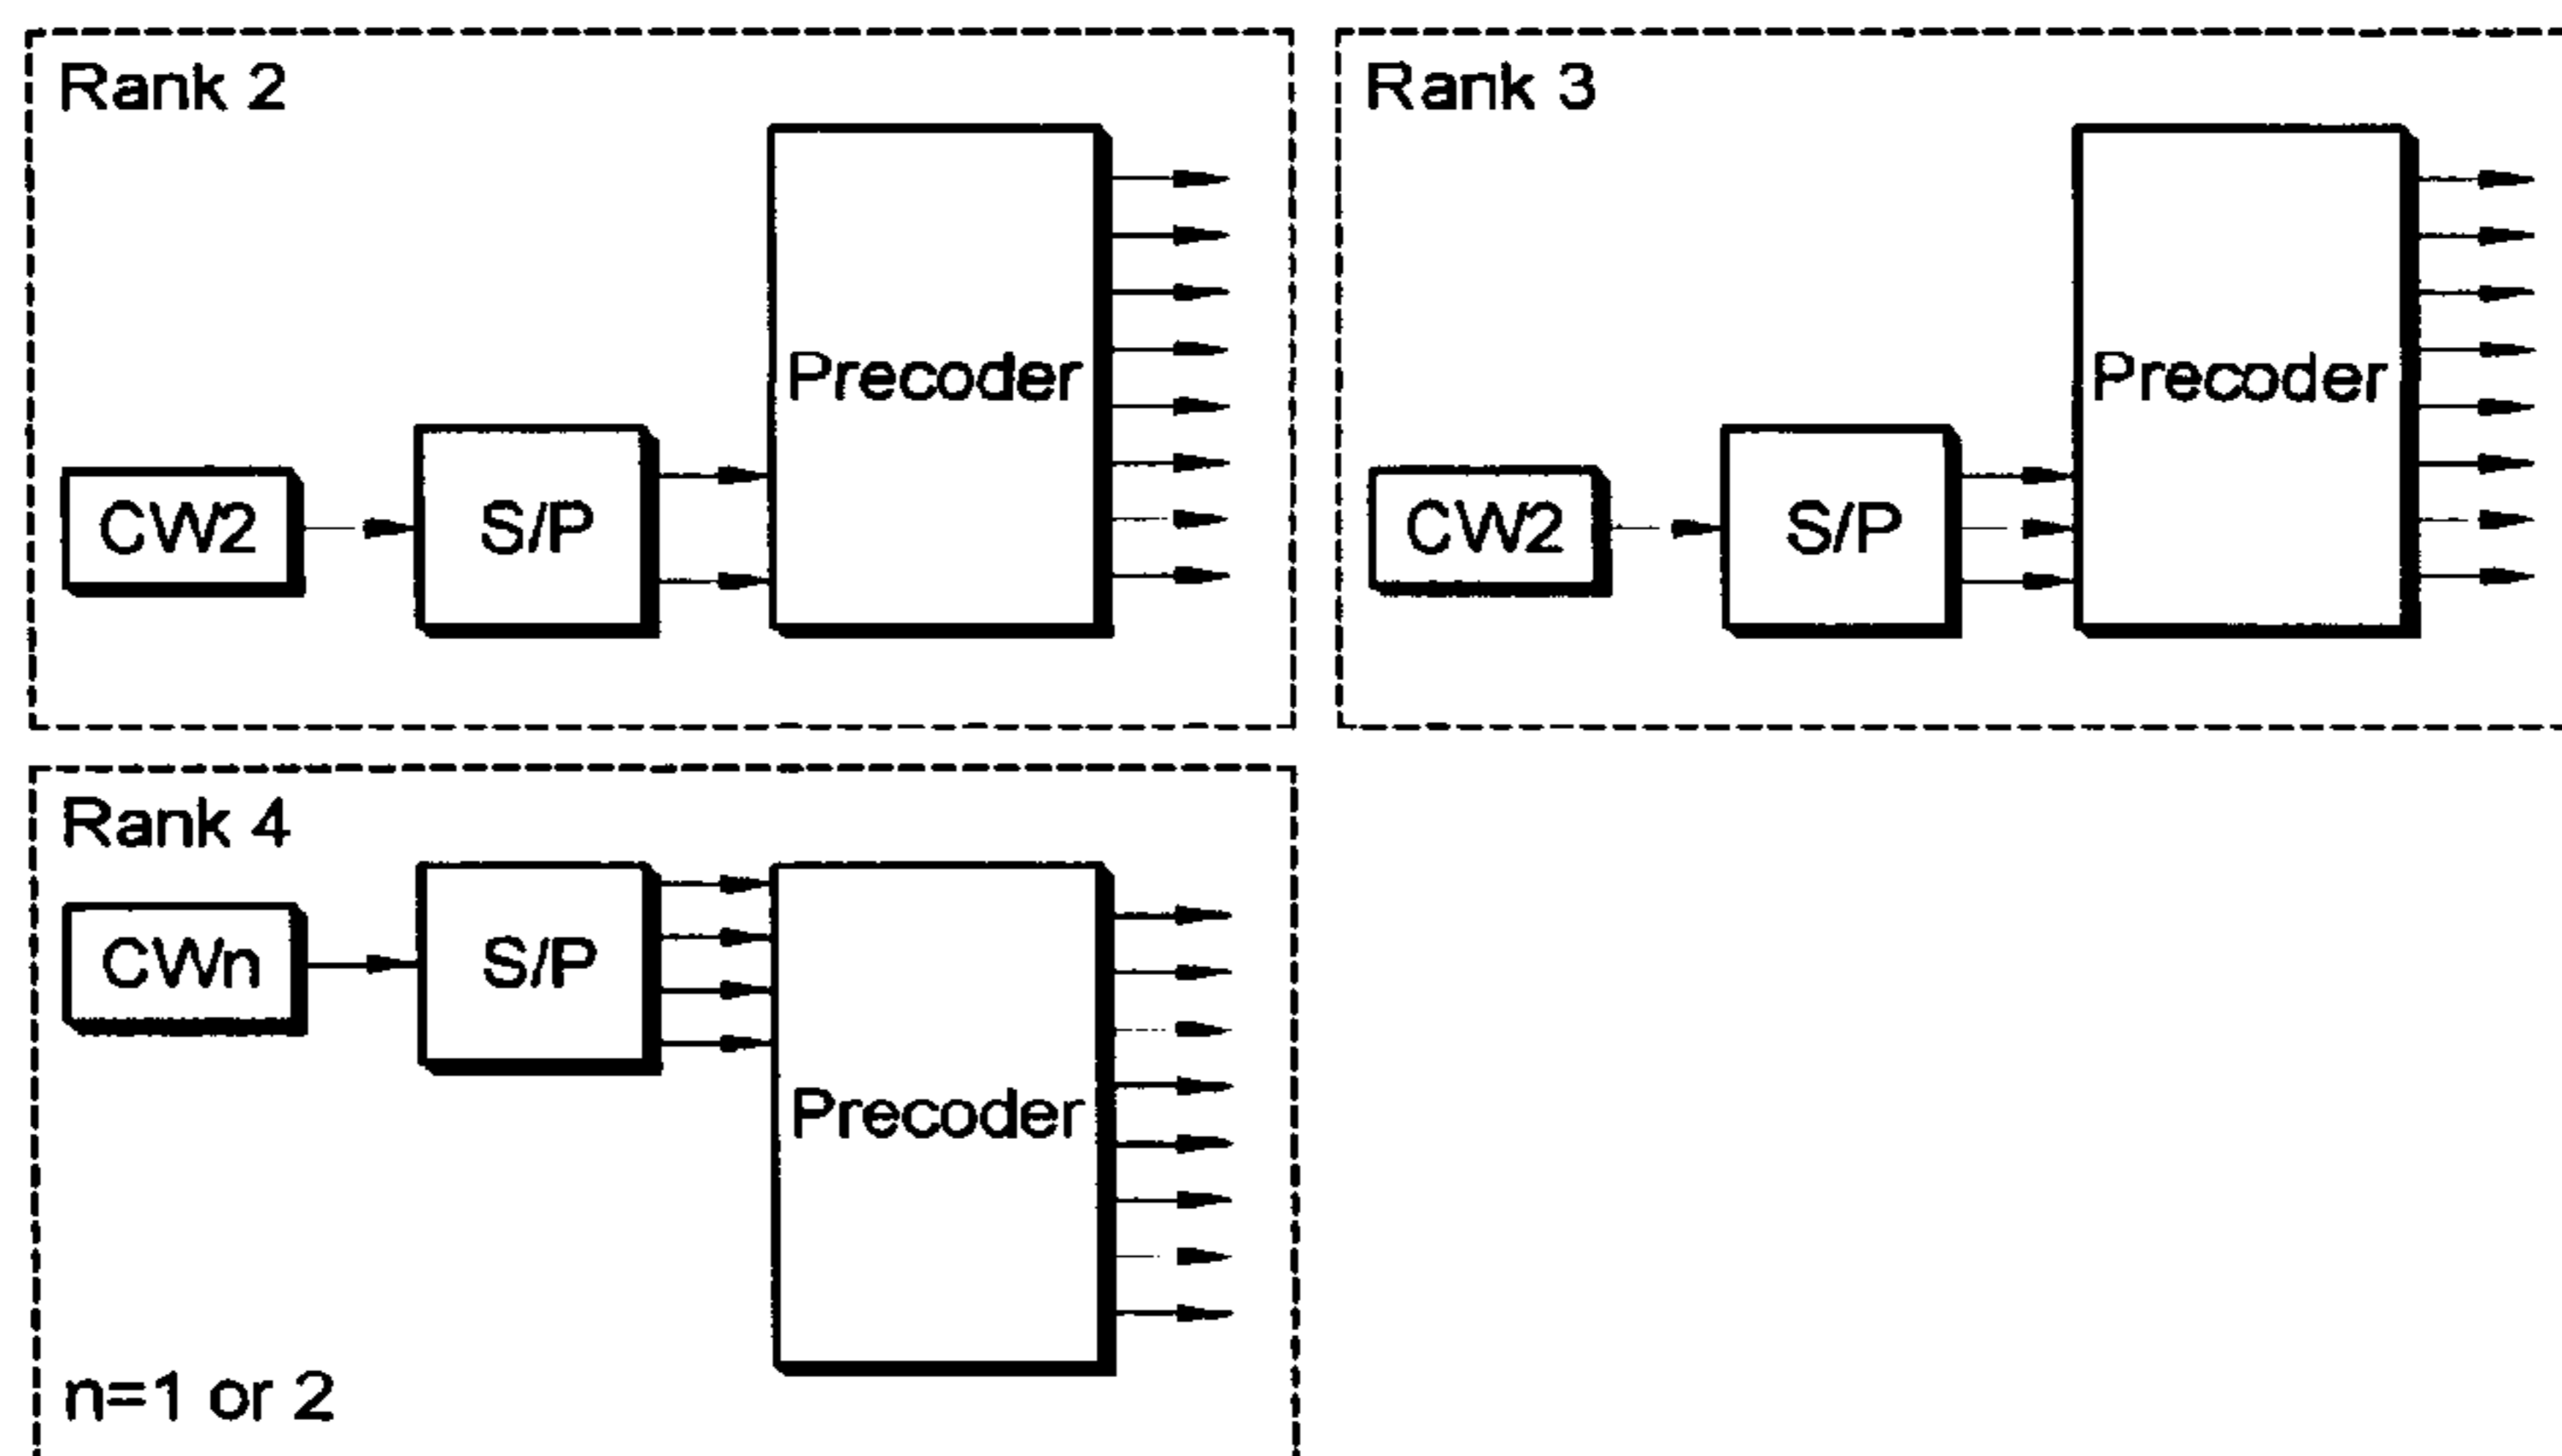 Rank 2
Precoder
CW2
S/P
Rank 3
Precoder
CW2
S/P
Rank 4
CWn
S/P
Precoder
n=1 or 2